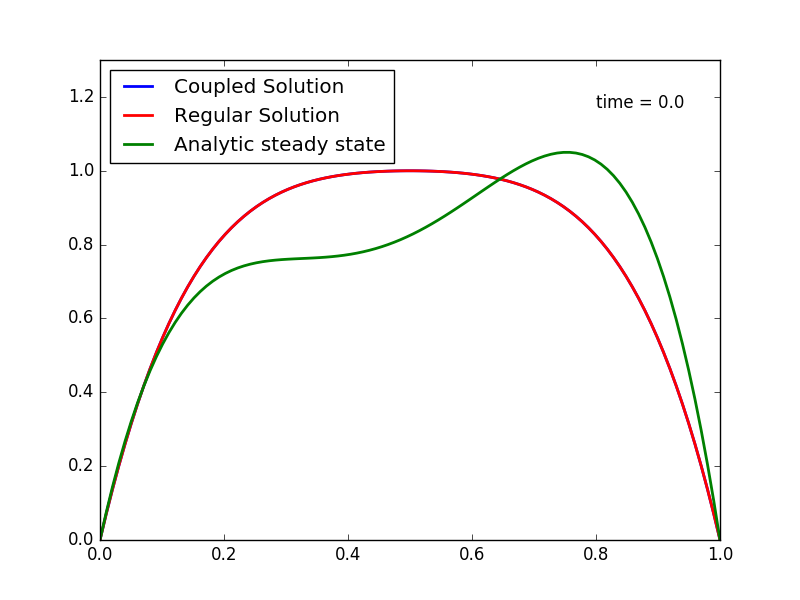 Coupled Solution
Regular Solution
Analytic steady state
time = 0.0
1.2
1.0
0.8
0.6
0.4
0.2
0.0
0.0 0.2 0.4 0.6 0.8 1.0